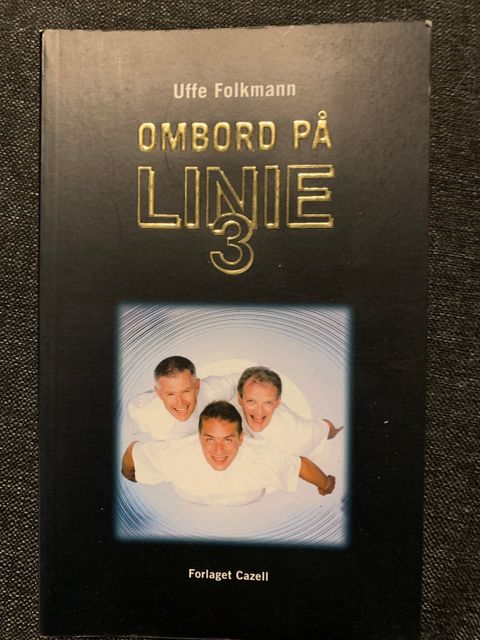 Uffe Folkmann
OMBORD PÅ
LINIE
3
Forlaget Cazell